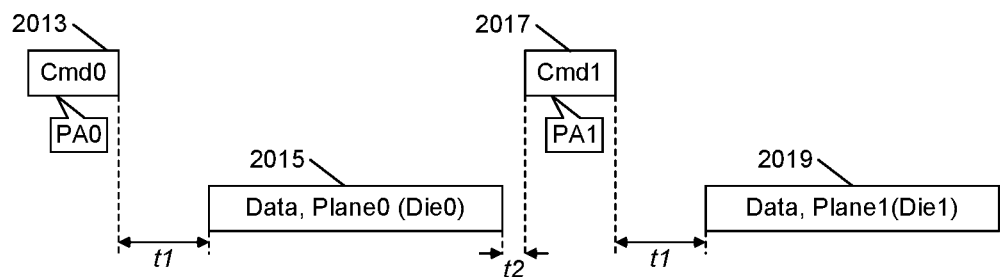 2013
2017
Cmd0
Cmd1
PA0
PA1
2015
2019
Data, Plane0 (Die0)
Data, Plane1(Die1)
t1
t2
t1